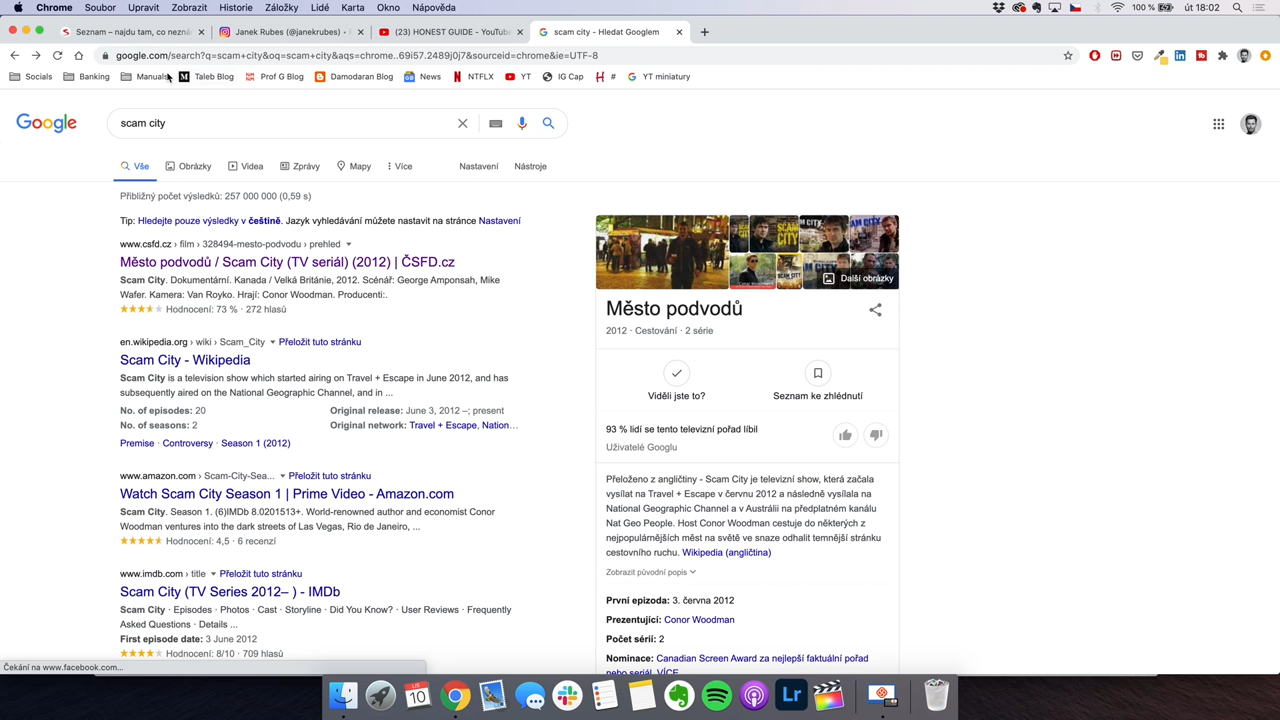 Chrome Soubor Upravit Zobrazit Historie Záložky Lidé Karta Okno Nápověda 100 % út 18:02
Seznam – najdu tam, co nezná
Janek Rubes (@janekrubes) •
(23) HONEST GUIDE - YouTube
scam city - Hledat Googlem
google.com/search?q=scam+city&oq=scam+city&aqs=chrome..69i57.2489j0j7&sourceid=chrome&ie=UTF-8
Socials Banking Manuals Taleb Blog Prof G Blog Damodaran Blog News NTFLX YT IG Cap # YT miniatury
Google
scam city
Vše Obrázky Videa Zprávy Mapy Více Nastavení Nástroje
Přibližný počet výsledků: 257 000 000 (0,59 s)
Tip: Hledejte pouze výsledky v češtině. Jazyk vyhledávání můžete nastavit na stránce Nastavení
www.csfd.cz › film › 328494-mesto-podvodu › prehled
Město podvodů / Scam City (TV seriál) (2012) | ČSFD.cz
Scam City. Dokumentární. Kanada / Velká Británie, 2012. Scénář: George Amponsah, Mike
Wafer. Kamera: Van Royko. Hrají: Conor Woodman. Producenti:.
Hodnocení: 73 % · 272 hlasů
en.wikipedia.org › wiki › Scam_City Přeložit tuto stránku
Scam City - Wikipedia
Scam City is a television show which started airing on Travel + Escape in June 2012, and has
subsequently aired on the National Geographic Channel, and in ...
No. of episodes: 20 Original release: June 3, 2012 –; present
No. of seasons: 2 Original network: Travel + Escape, Nation…
Premise · Controversy · Season 1 (2012)
www.amazon.com › Scam-City-Sea... Přeložit tuto stránku
Watch Scam City Season 1 | Prime Video - Amazon.com
Scam City. Season 1. (6)IMDb 8.0201513+. World-renowned author and economist Conor
Woodman ventures into the dark streets of Las Vegas, Rio de Janeiro, ...
Hodnocení: 4,5 · 6 recenzí
www.imdb.com › title Přeložit tuto stránku
Scam City (TV Series 2012– ) - IMDb
Scam City · Episodes · Photos · Cast · Storyline · Did You Know? · User Reviews · Frequently
Asked Questions · Details ...
First episode date: 3 June 2012
Hodnocení: 8/10 · 709 hlasů
Čekání na www.facebook.com...
SCAM CITY
Další obrázky
Město podvodů
2012 · Cestování · 2 série
Viděli jste to? Seznam ke zhlédnutí
93 % lidí se tento televizní pořad líbil
Uživatelé Googlu
Přeloženo z angličtiny - Scam City je televizní show, která začala
vysílat na Travel + Escape v červnu 2012 a následně vysílala na
National Geographic Channel a v Austrálii na předplatném kanálu
Nat Geo People. Host Conor Woodman cestuje do některých z
nejpopulárnějších měst na světě ve snaze odhalit temnější stránku
cestovního ruchu. Wikipedia (angličtina)
Zobrazit původní popis
První epizoda: 3. června 2012
Prezentující: Conor Woodman
Počet sérií: 2
Nominace: Canadian Screen Award za nejlepší faktuální pořad
nebo seriál, VÍCE
10
Lr